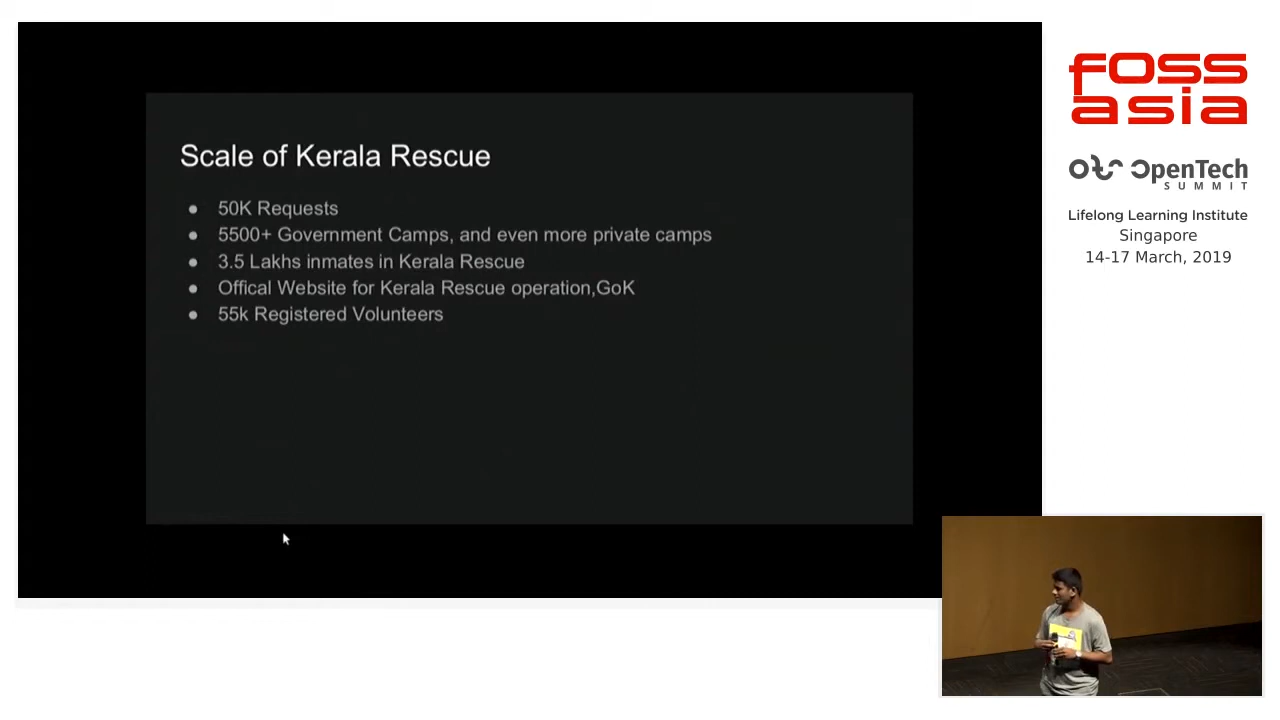 Scale of Kerala Rescue
● 50K Requests
● 5500+ Government Camps, and even more private camps
● 3.5 Lakhs inmates in Kerala Rescue
● Offical Website for Kerala Rescue operation,GoK
● 55k Registered Volunteers
foss
asia
OpenTech
SUMMIT
Lifelong Learning Institute
Singapore
14-17 March, 2019